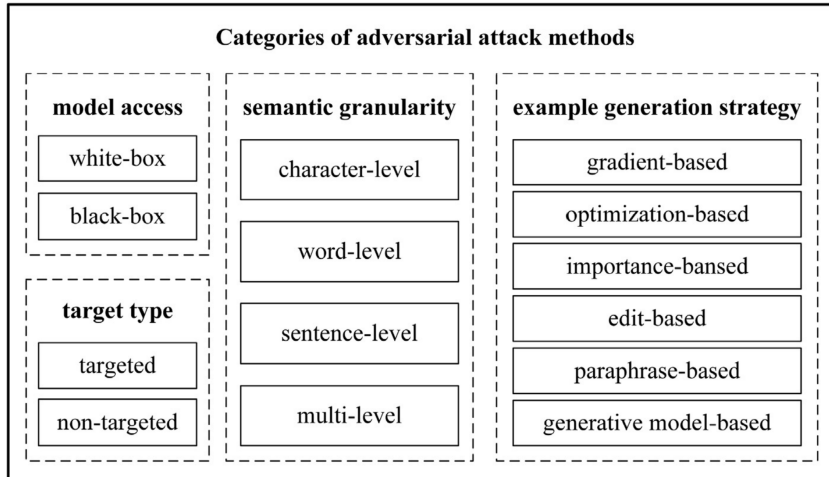 Categories of adversarial attack methods
model access
white-box
black-box
target type
targeted
non-targeted
semantic granularity
character-level
word-level
sentence-level
multi-level
example generation strategy
gradient-based
optimization-based
importance-bansed
edit-based
paraphrase-based
generative model-based